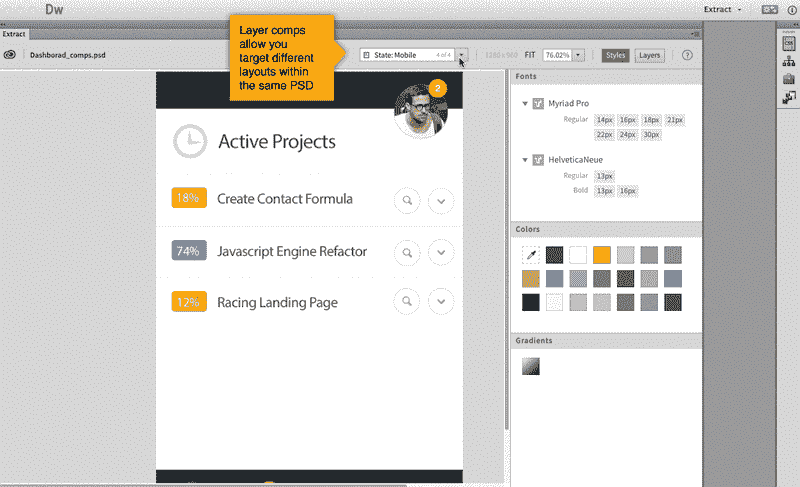 Dw
Extract
Extract
Dashborad_comps.psd
Layer comps
allow you
target different
layouts within
the same PSD
State: Mobile
4 of 4
1280 x 960
FIT
76.02%
Styles
Layers
?
CSS
2
Active Projects
18% Create Contact Formula
74% Javascript Engine Refactor
12% Racing Landing Page
Fonts
Myriad Pro
Regular 14px 16px 18px 21px
22px 24px 30px
HelveticaNeue
Regular 13px
Bold 13px 16px
Colors
Gradients